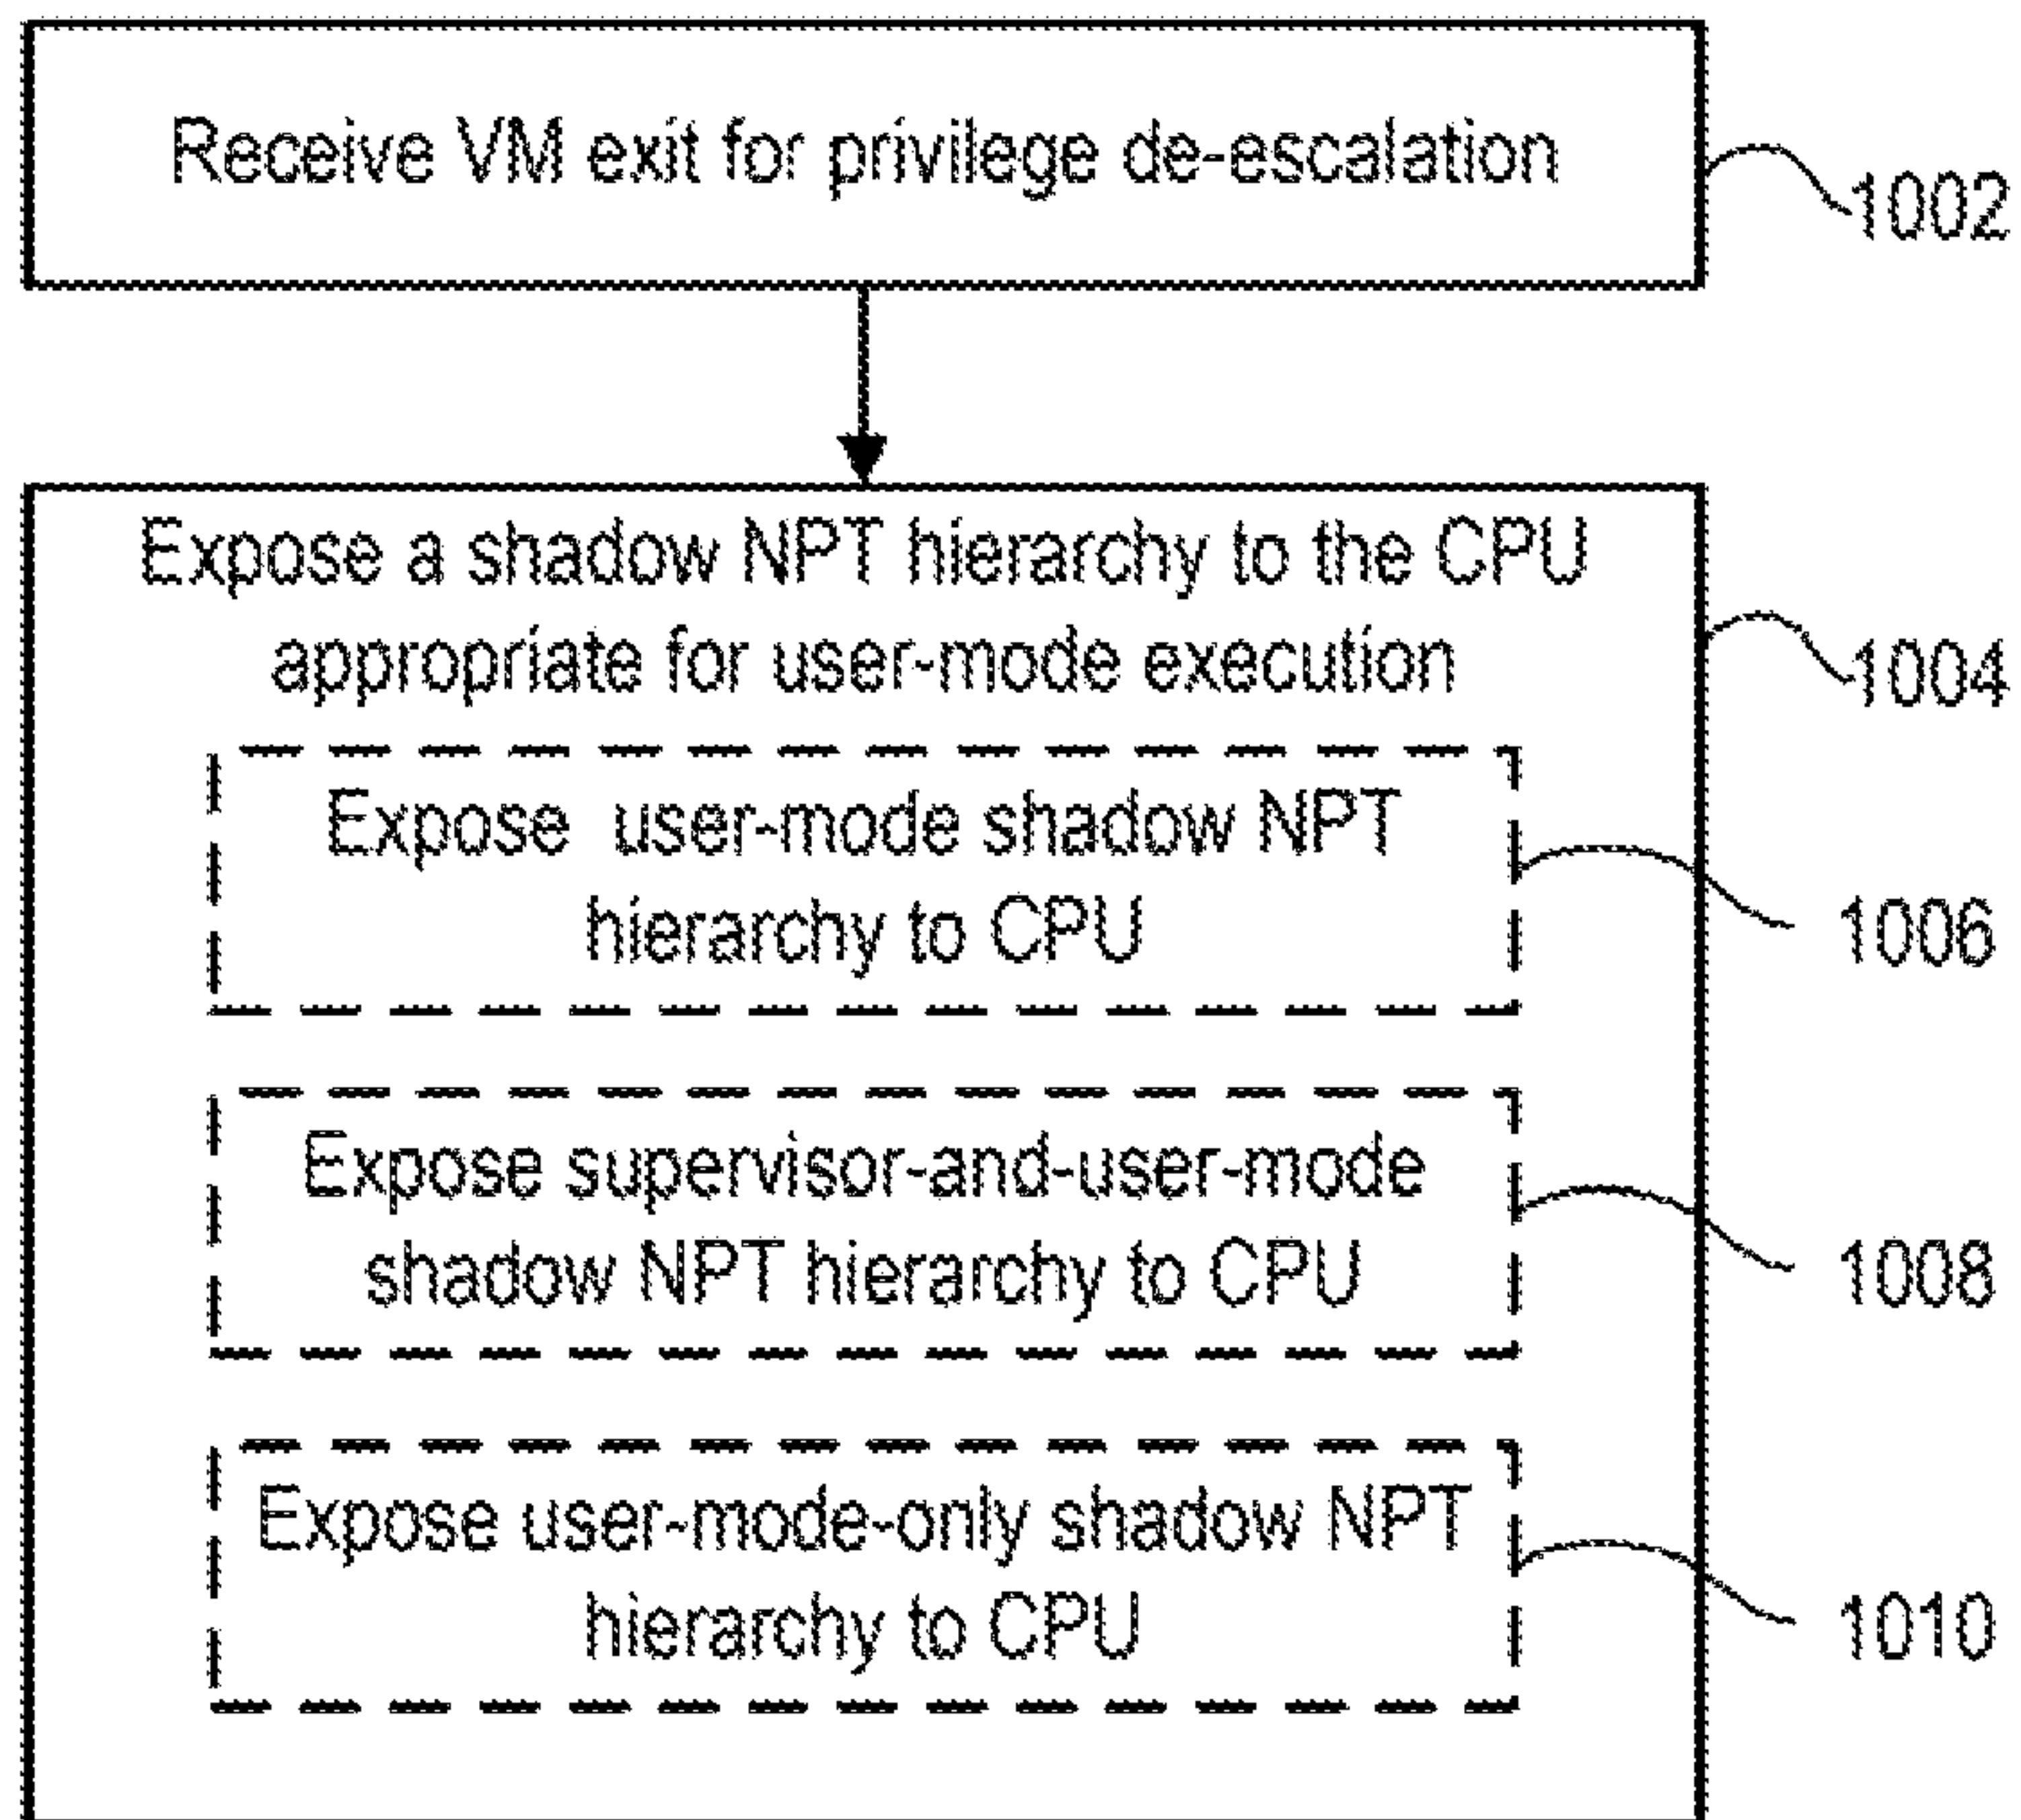 Receive VM exit for privilege de-escalation
1002
Expose a shadow NPT hierarchy to the CPU
appropriate for user-mode execution
1004
Expose user-mode shadow NPT
hierarchy to CPU
1006
Expose supervisor-and-user-mode
shadow NPT hierarchy to CPU
1008
Expose user-mode-only shadow NPT
hierarchy to CPU
1010